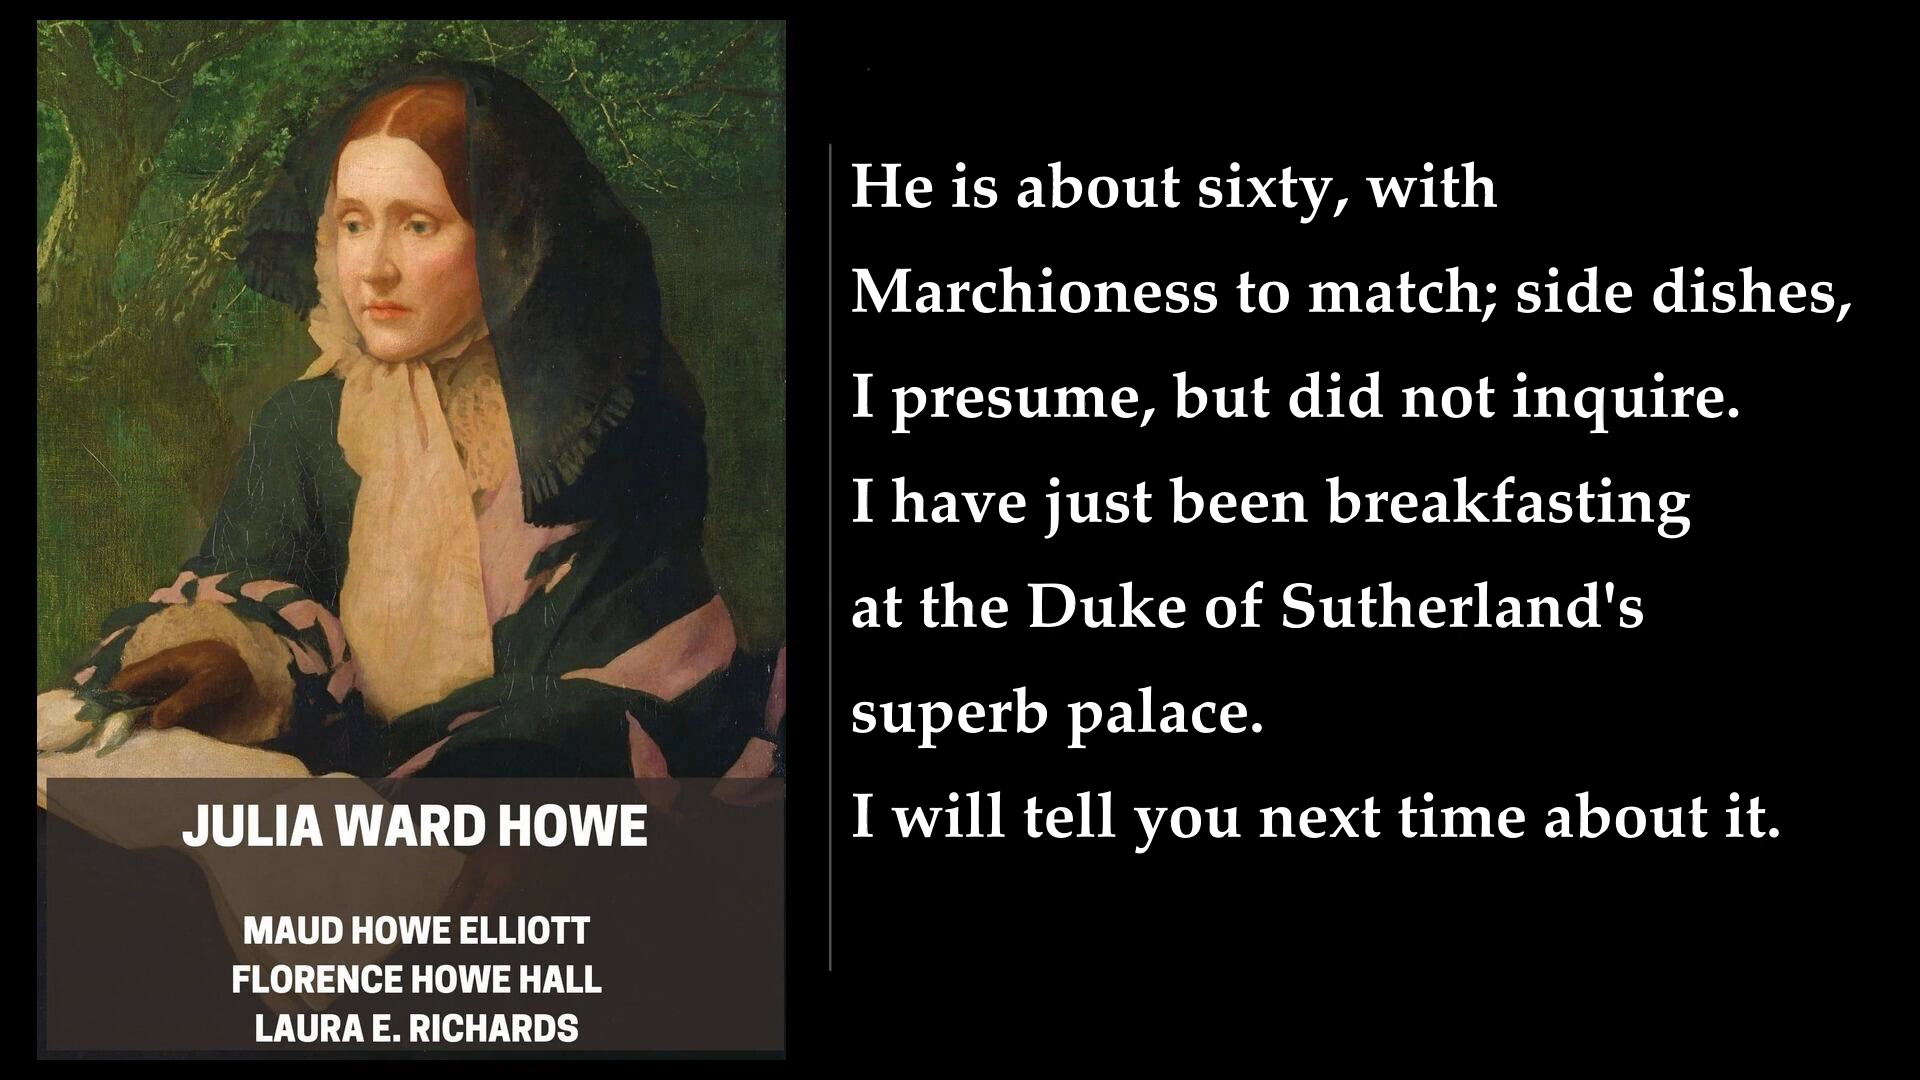 JULIA WARD HOWE
MAUD HOWE ELLIOTT
FLORENCE HOWE HALL
LAURA E. RICHARDS
He is about sixty, with
Marchioness to match; side dishes,
I presume, but did not inquire.
I have just been breakfasting
at the Duke of Sutherland's
superb palace.
I will tell you next time about it.